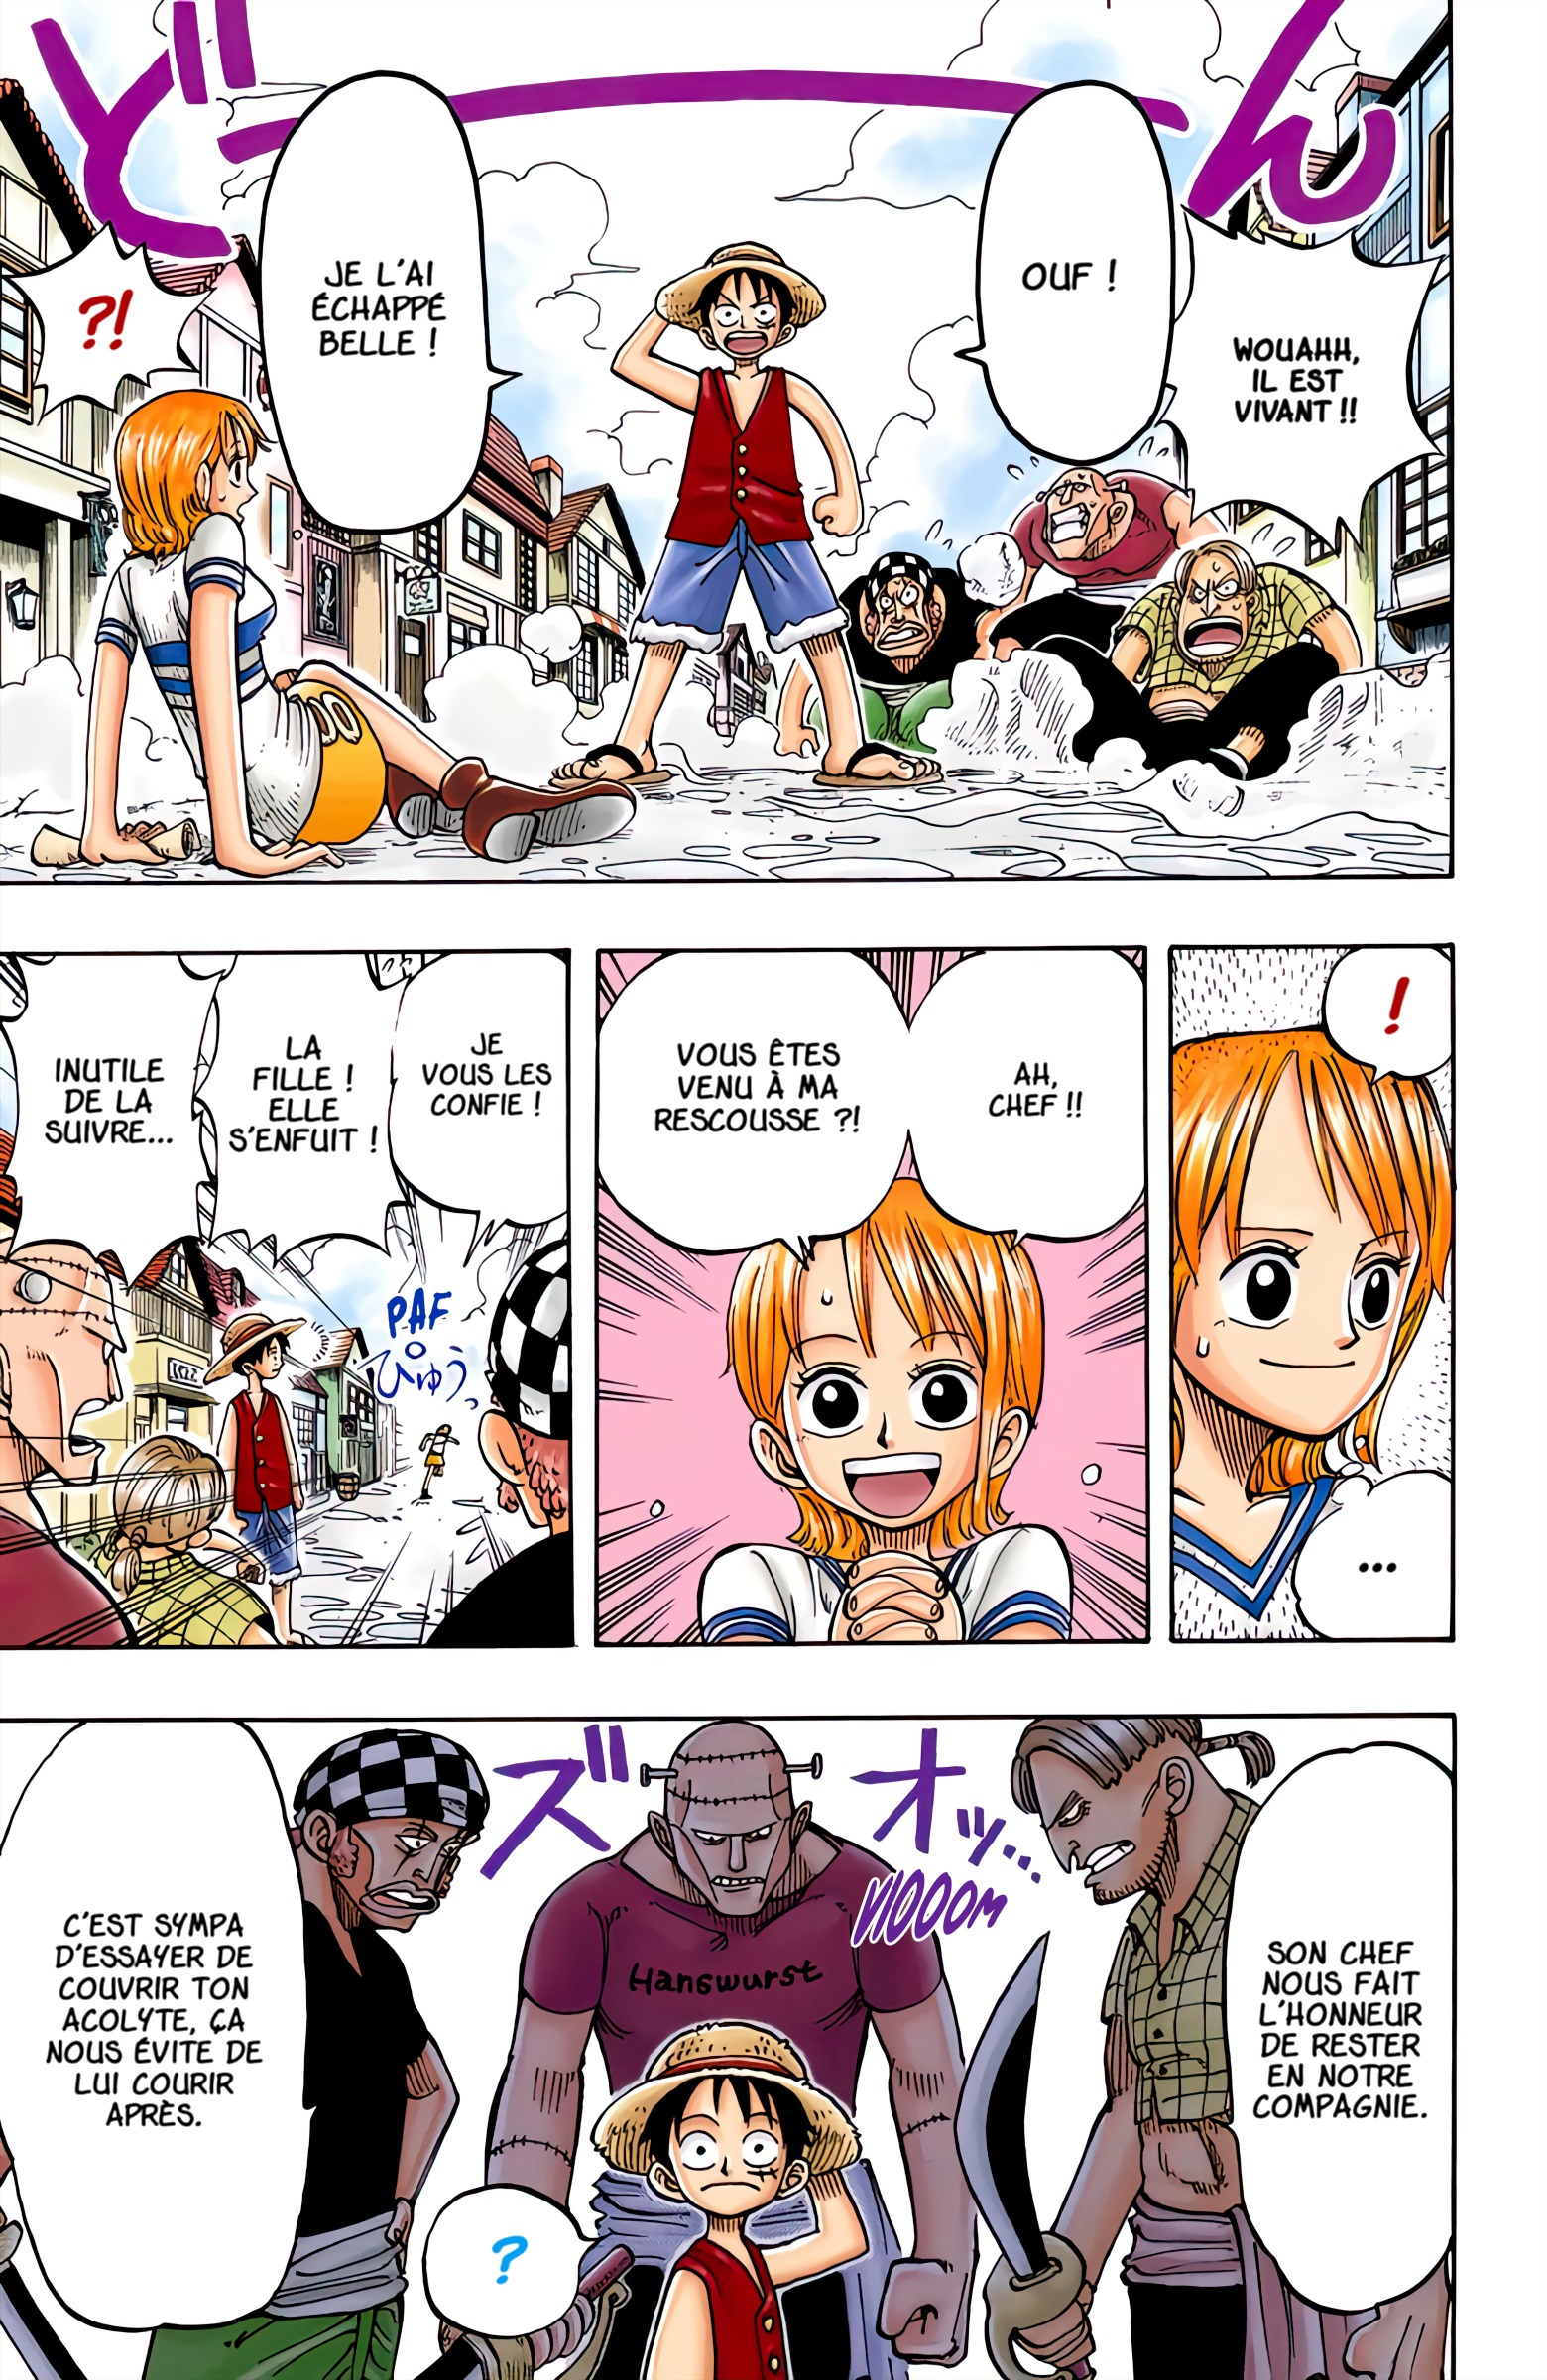 どーん
WOUAHH,
IL EST
VIVANT !!
OUF !
JE L'AI
ÉCHAPPÉ
BELLE !
?!
!
...
AH,
CHEF !!
VOUS ÊTES
VENU À MA
RESCOUSSE ?!
JE
VOUS LES
CONFIE !
LA
FILLE !
ELLE
S'ENFUIT !
INUTILE
DE LA
SUIVRE...
PAF
ぴゅうっ
SON CHEF
NOUS FAIT
L'HONNEUR
DE RESTER
EN NOTRE
COMPAGNIE.
ズオッ...
VIOOOM
Hanswurst
?
C'EST SYMPA
D'ESSAYER DE
COUVRIR TON
ACOLYTE, ÇA
NOUS ÉVITE DE
LUI COURIR
APRÈS.